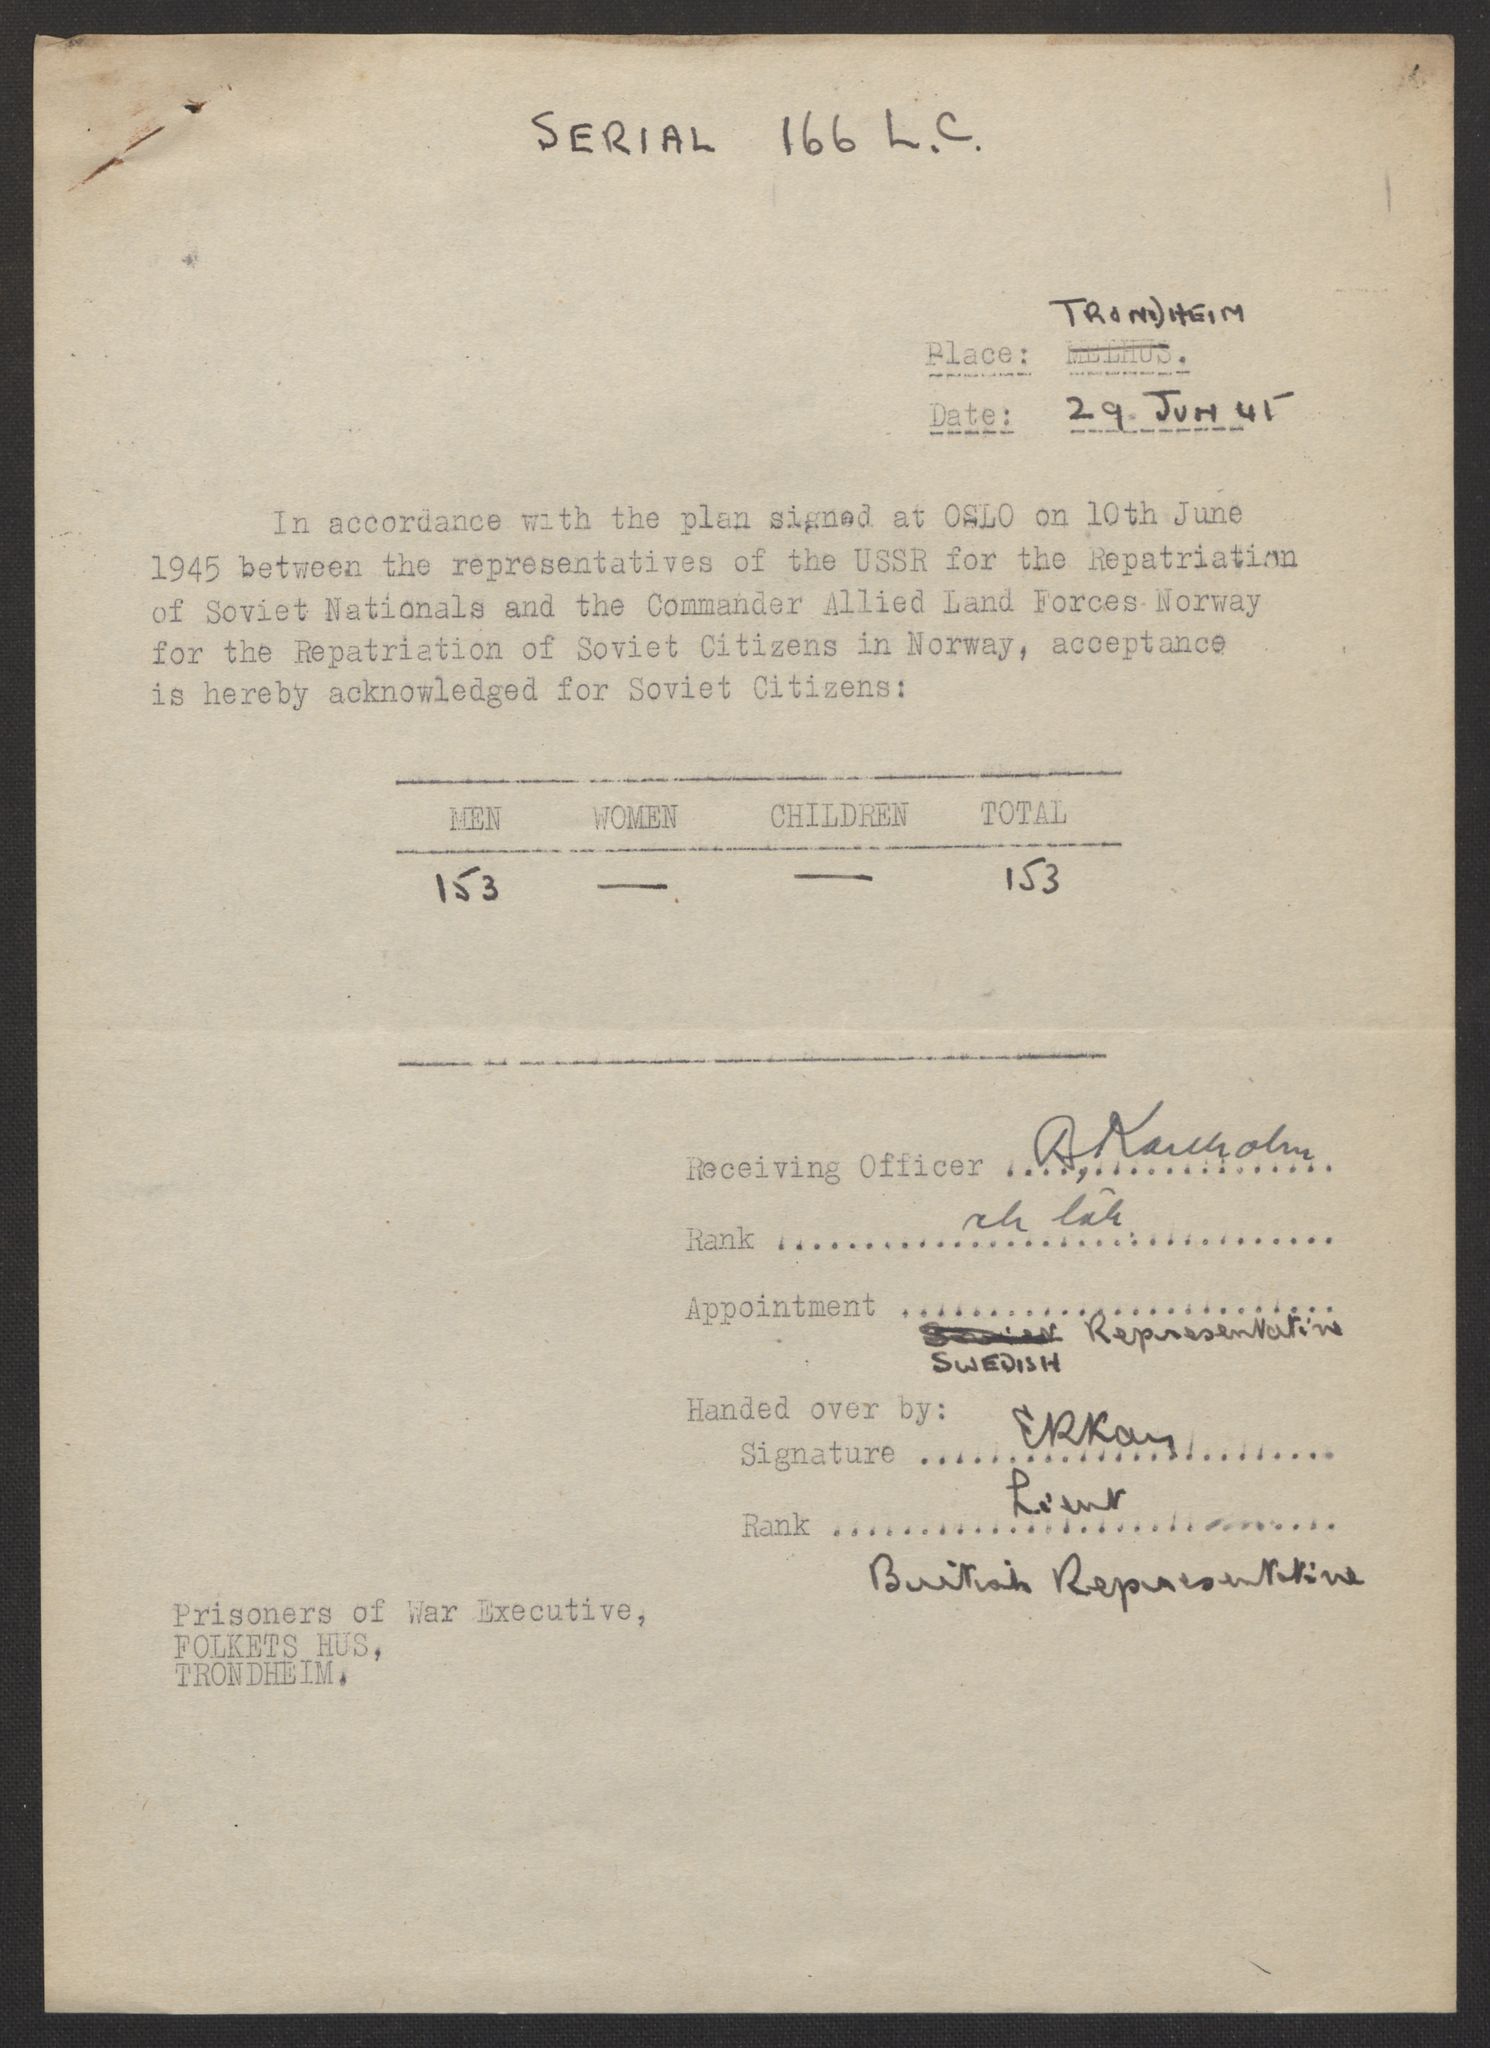 SERIAL 166 L.C.
TRONDHEIM
Place: MELHUS.
Date: 29 JUN 45
In accordance with the plan signed at OSLO on 10th June
1945 between the representatives of the USSR for the Repatriation
of Soviet Nationals and the Commander Allied Land Forces Norway
for the Repatriation of Soviet Citizens in Norway, acceptance
is hereby acknowledged for Soviet Citizens:
MEN WOMEN CHILDREN TOTAL
153 — — 153
Receiving Officer
Rank
Appointment
Soviet Representative
SWEDISH
Handed over by:
Signature ERKay
Rank Lieut
British Representative
Prisoners of War Executive,
FOLKETS HUS,
TRONDHEIM.